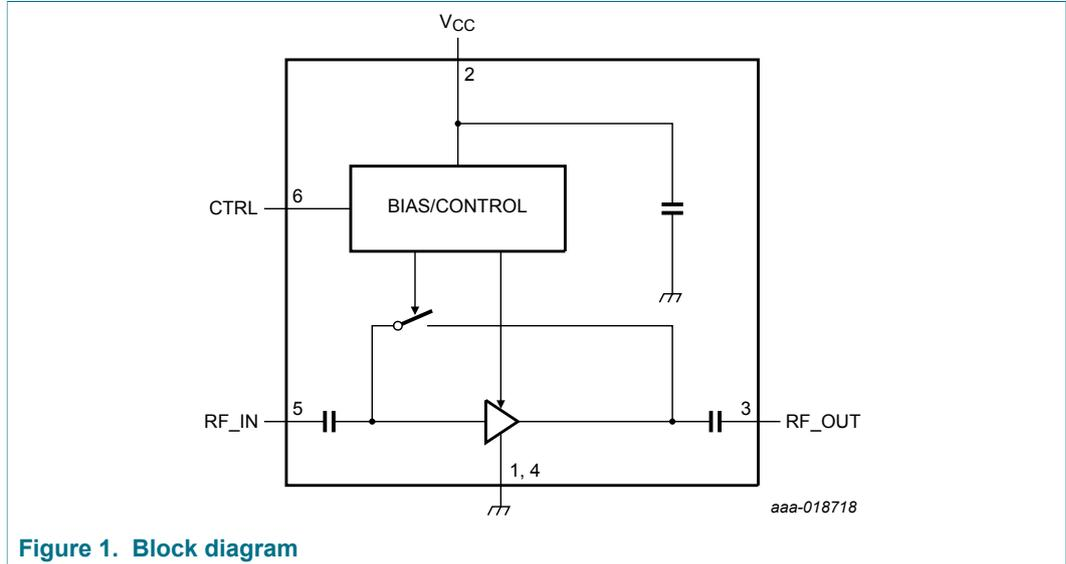 VCC
2
6
CTRL
BIAS/CONTROL
5
3
RF_IN
RF_OUT
1, 4
aaa-018718
Figure 1. Block diagram